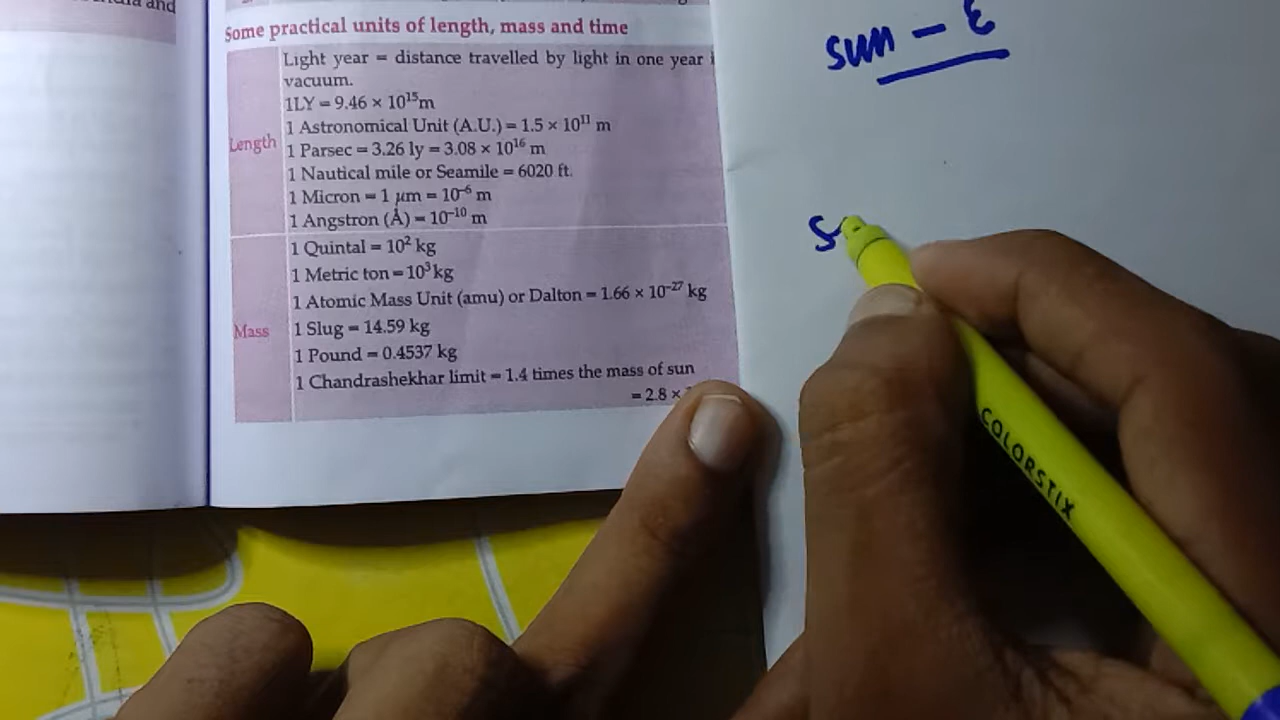 and
Some practical units of length, mass and time
Light year = distance travelled by light in one year
vacuum.
1LY = 9.46 × 10¹⁵m
1 Astronomical Unit (A.U.) = 1.5 × 10¹¹ m
Length
1 Parsec = 3.26 ly = 3.08 × 10¹⁶ m
1 Nautical mile or Seamile = 6020 ft.
1 Micron = 1 μm = 10⁻⁶ m
1 Angstron (Å) = 10⁻¹⁰ m
1 Quintal = 10² kg
1 Metric ton = 10³ kg
1 Atomic Mass Unit (amu) or Dalton = 1.66 × 10⁻²⁷ kg
Mass
1 Slug = 14.59 kg
1 Pound = 0.4537 kg
1 Chandrashekhar limit = 1.4 times the mass of sun
= 2.8 ×
sun –
S
COLORSTIX